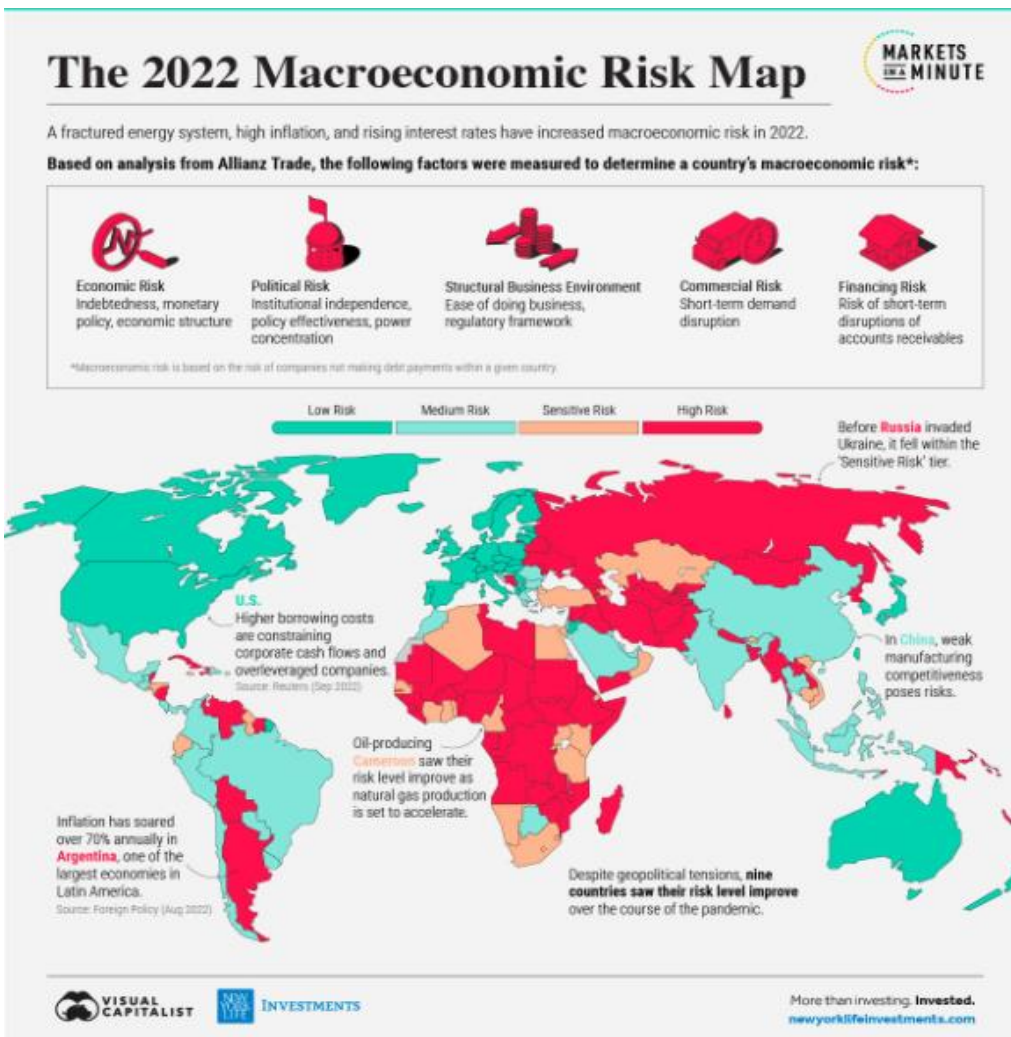 The 2022 Macroeconomic Risk Map
MARKETS
IN A MINUTE
A fractured energy system, high inflation, and rising interest rates have increased macroeconomic risk in 2022.
Based on analysis from Allianz Trade, the following factors were measured to determine a country's macroeconomic risk*:
Economic Risk
Indebtedness, monetary
policy, economic structure
Political Risk
Institutional independence,
policy effectiveness, power
concentration
Structural Business Environment
Ease of doing business,
regulatory framework
Commercial Risk
Short-term demand
disruption
Financing Risk
Risk of short-term
disruptions of
accounts receivables
*Macroeconomic risk is based on the risk of companies not making debt payments within a given country.
Low Risk
Medium Risk
Sensitive Risk
High Risk
Before Russia invaded
Ukraine, it fell within the
'Sensitive Risk' tier.
U.S.
Higher borrowing costs
are constraining
corporate cash flows and
overleveraged companies.
Source: Reuters (Sep 2022)
In China, weak
manufacturing
competitiveness
poses risks.
Oil-producing
Cameroon saw their
risk level improve as
natural gas production
is set to accelerate.
Inflation has soared
over 70% annually in
Argentina, one of the
largest economies in
Latin America.
Source: Foreign Policy (Aug 2022)
Despite geopolitical tensions, nine
countries saw their risk level improve
over the course of the pandemic.
VISUAL
CAPITALIST
NEW
YORK
LIFE
INVESTMENTS
More than investing. Invested.
newyorklifeinvestments.com